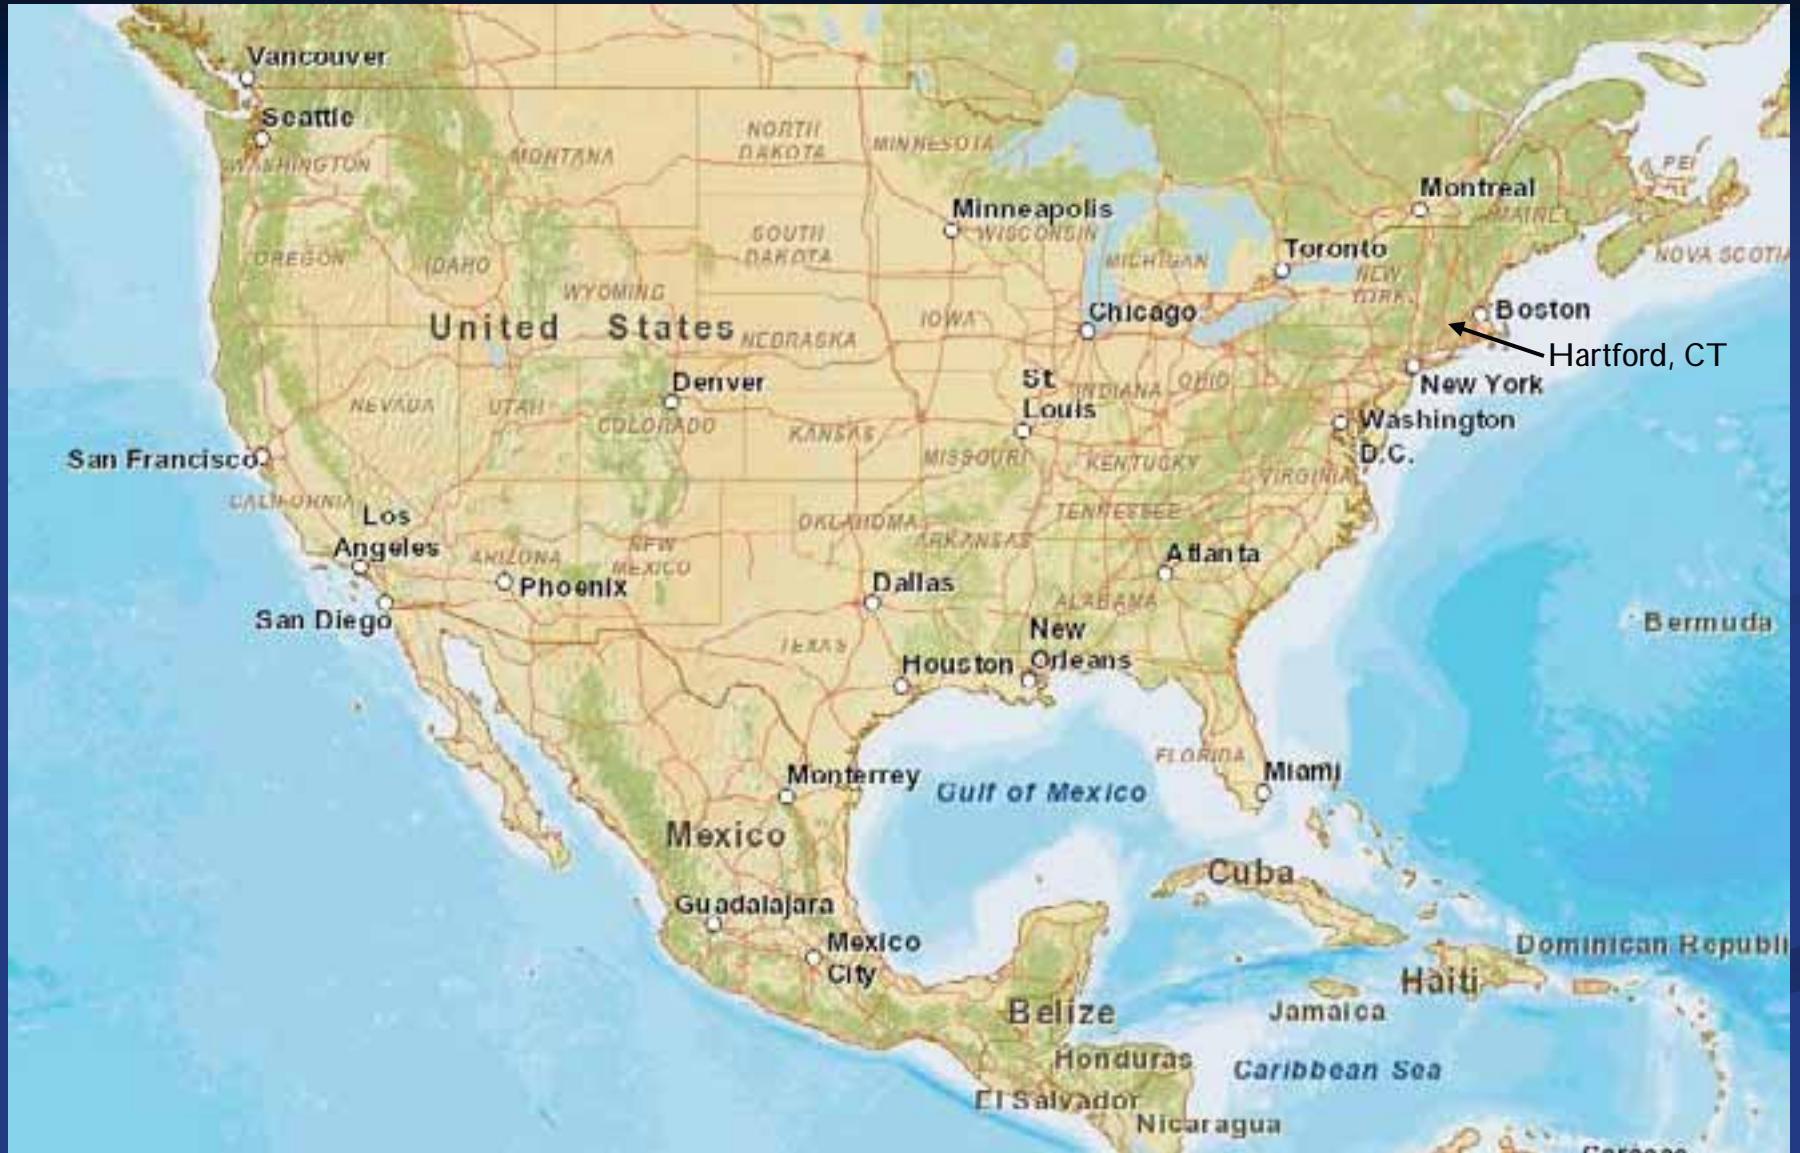 Vancouver
Seattle
WASHINGTON
MONTANA
NORTH
DAKOTA
MINNESOTA
PEI
Montreal
MAINE
Minneapolis
WISCONSIN
SOUTH
DAKOTA
Toronto
NOVA SCOTIA
OREGON
IDAHO
MICHIGAN
NEW
YORK
WYOMING
Chicago
Boston
IOWA
United States
NEBRASKA
Hartford, CT
Denver
St
Louis
INDIANA
OHIO
New York
NEVADA
UTAH
COLORADO
KANSAS
Washington
D.C.
San Francisco
MISSOURI
KENTUCKY
VIRGINIA
CALIFORNIA
Los
Angeles
OKLAHOMA
TENNESSEE
ARKANSAS
ARIZONA
NEW
MEXICO
Atlanta
Phoenix
Dallas
ALABAMA
San Diego
New
Orleans
Bermuda
TEXAS
Houston
FLORIDA
Miami
Monterrey
Gulf of Mexico
Mexico
Cuba
Guadalajara
Mexico
City
Dominican Republi
Haiti
Belize
Jamaica
Honduras
Caribbean Sea
El Salvador
Nicaragua